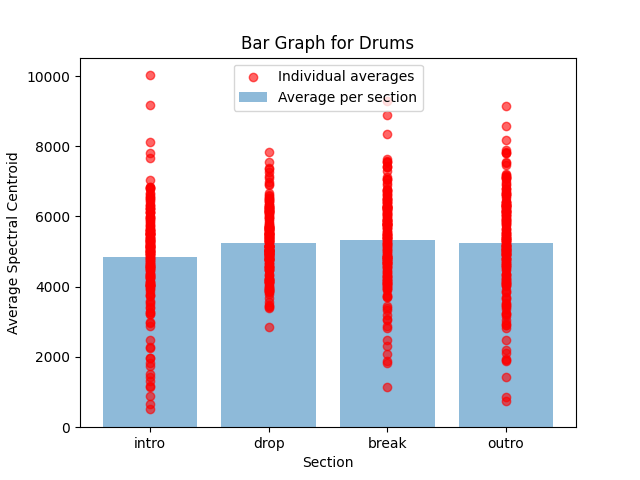 Bar Graph for Drums
Individual averages
Average per section
Average Spectral Centroid
10000
8000
6000
4000
2000
0
intro
drop
break
outro
Section